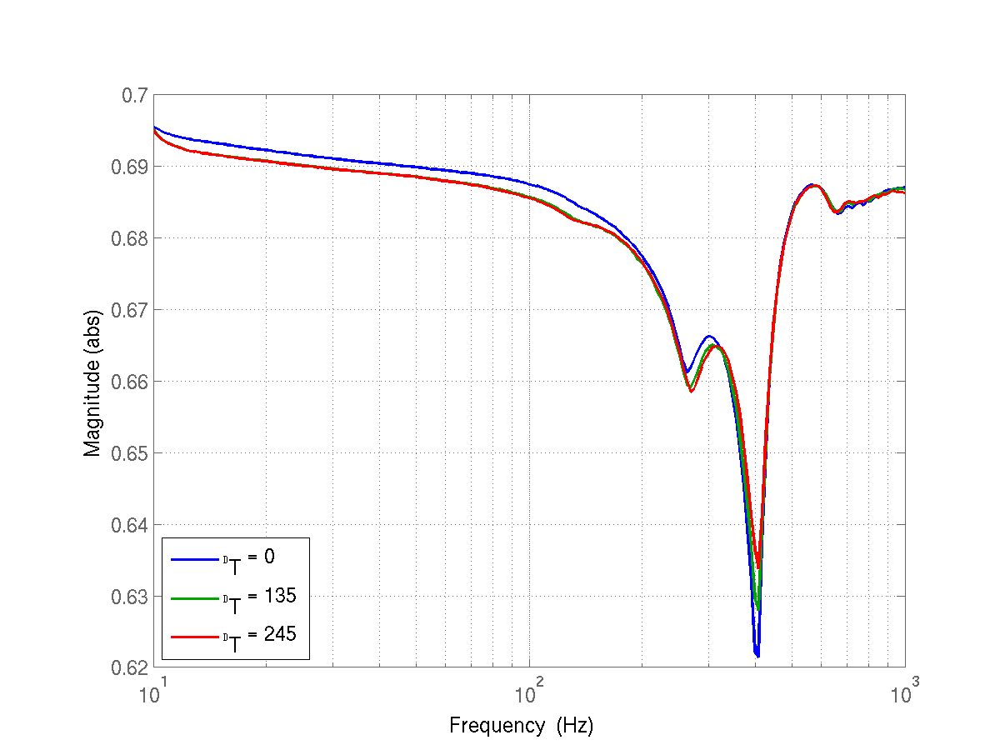 0.7
0.69
0.68
0.67
0.66
0.65
0.64
0.63
0.62
Magnitude (abs)
D T = 0
D T = 135
D T = 245
10^1
10^2
10^3
Frequency (Hz)